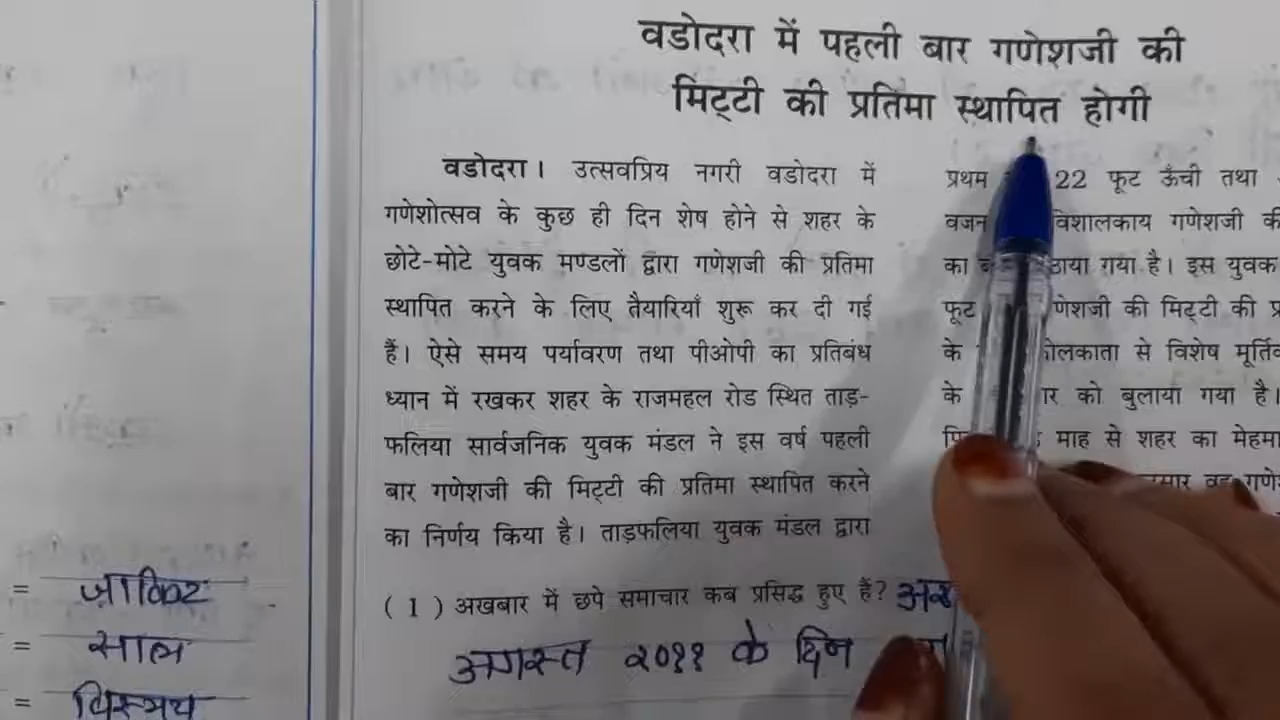 वडोदरा में पहली बार गणेशजी की
मिट्टी की प्रतिमा स्थापित होगी
वडोदरा। उत्सवप्रिय नगरी वडोदरा में
गणेशोत्सव के कुछ ही दिन शेष होने से शहर के
छोटे-मोटे युवक मण्डलों द्वारा गणेशजी की प्रतिमा
स्थापित करने के लिए तैयारियाँ शुरू कर दी गई
हैं। ऐसे समय पर्यावरण तथा पीओपी का प्रतिबंध
ध्यान में रखकर शहर के राजमहल रोड स्थित ताड़-
फलिया सार्वजनिक युवक मंडल ने इस वर्ष पहली
बार गणेशजी की मिट्टी की प्रतिमा स्थापित करने
का निर्णय किया है। ताड़फलिया युवक मंडल द्वारा
प्रथम 22 फूट ऊँची तथा
वजन विशालकाय गणेशजी की
का गया है। इस युवक
फूट गणेशजी की मिट्टी की
के कोलकाता से विशेष
के को बुलाया गया है।
माह से शहर का
( 1 ) अखबार में छपे समाचार कब प्रसिद्ध हुए हैं?
अगस्त २०११ के दिन
= जाकिट
= साल
= विस्मय